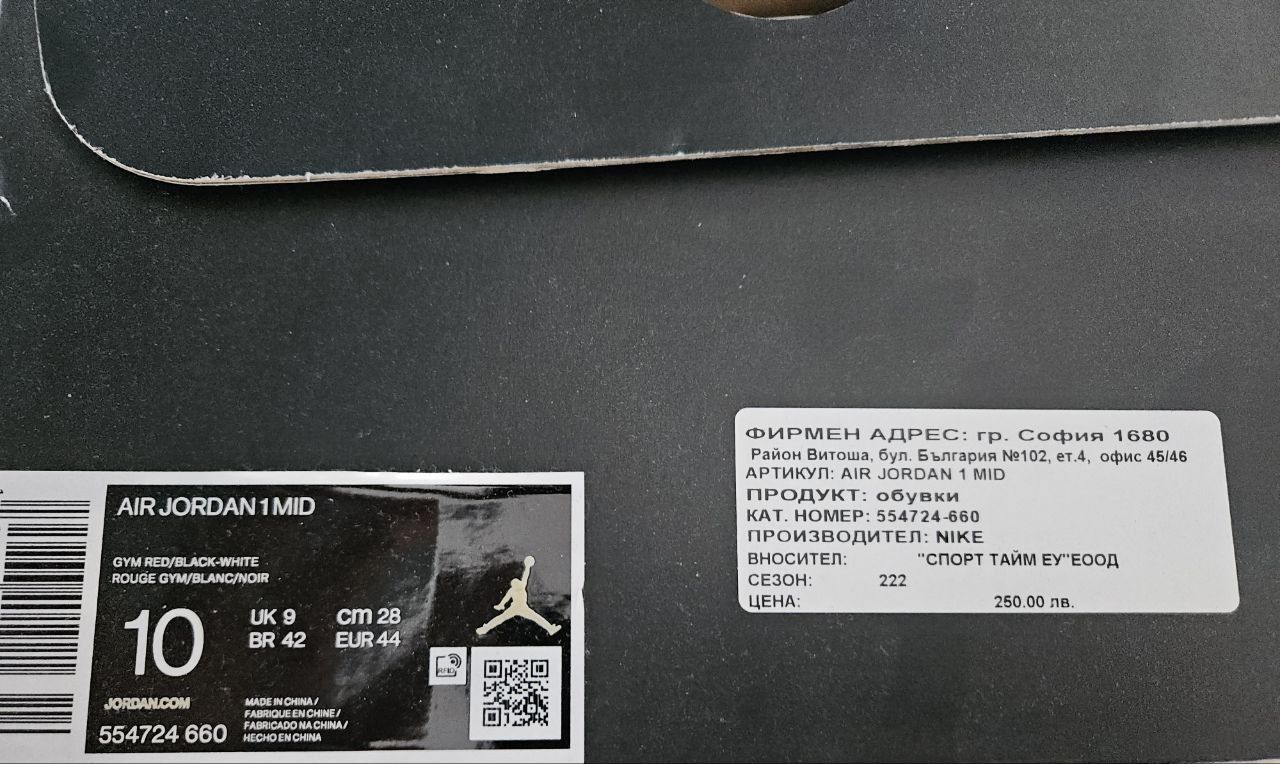 AIR JORDAN 1 MID
GYM RED/BLACK-WHITE
ROUGE GYM/BLANC/NOIR
10
UK 9 cm 28
BR 42 EUR 44
RFID
JORDAN.COM
554724 660
MADE IN CHINA /
FABRIQUE EN CHINE /
FABRICADO NA CHINA /
HECHO EN CHINA
ФИРМЕН АДРЕС: гр. София 1680
Район Витоша, бул. България №102, ет.4, офис 45/46
АРТИКУЛ: AIR JORDAN 1 MID
ПРОДУКТ: обувки
КАТ. НОМЕР: 554724-660
ПРОИЗВОДИТЕЛ: NIKE
ВНОСИТЕЛ: "СПОРТ ТАЙМ ЕУ"ЕООД
СЕЗОН: 222
ЦЕНА: 250.00 лв.